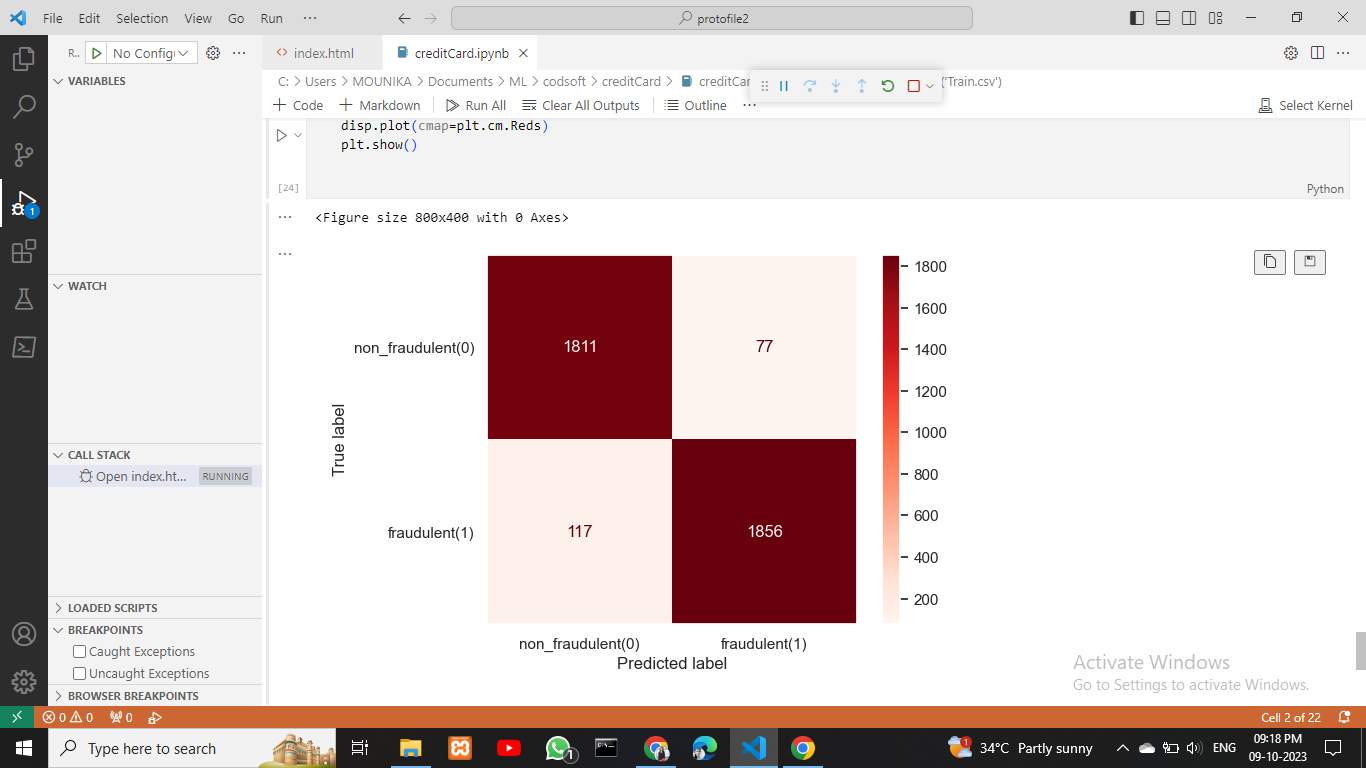 File Edit Selection View Go Run ··· protofile2
R.. No Config
index.html creditCard.ipynb
VARIABLES
C: > Users > MOUNIKA > Documents > ML > codsoft > creditCard > creditCar ('Train.csv')
+ Code + Markdown Run All Clear All Outputs Outline ··· Select Kernel
disp.plot(cmap=plt.cm.Reds)
plt.show()
[24] Python
<Figure size 800x400 with 0 Axes>
WATCH
CALL STACK
Open index.ht... RUNNING
LOADED SCRIPTS
BREAKPOINTS
Caught Exceptions
Uncaught Exceptions
BROWSER BREAKPOINTS
True label
non_fraudulent(0) 1811 77
fraudulent(1) 117 1856
non_fraudulent(0) fraudulent(1)
Predicted label
1800
1600
1400
1200
1000
800
600
400
200
Activate Windows
Go to Settings to activate Windows.
1
0 0 0 Cell 2 of 22
Type here to search 1 1 34°C Partly sunny ENG 09:18 PM
09-10-2023